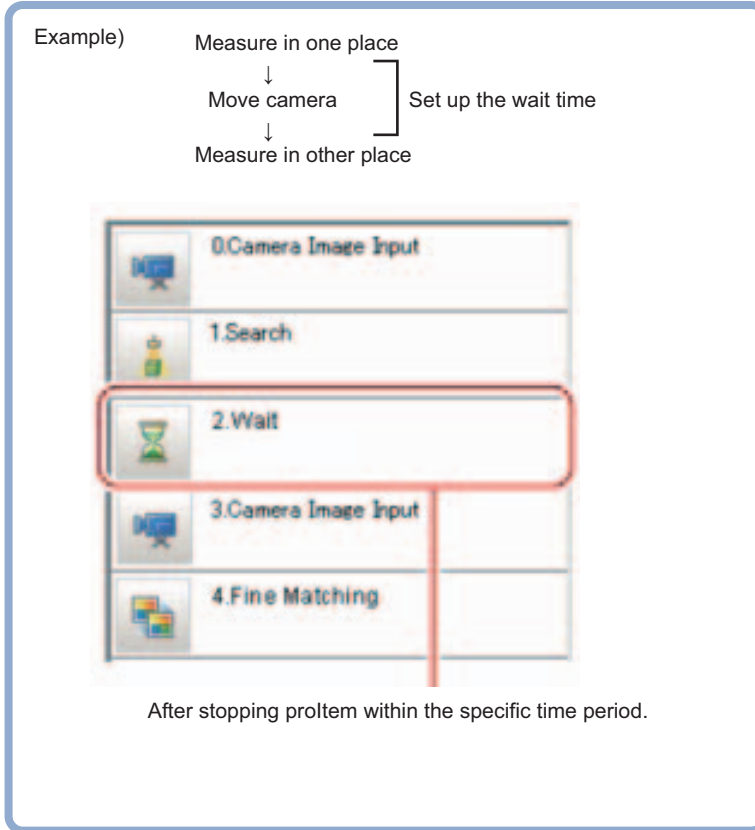 Example)
Measure in one place
↓
Move camera
Set up the wait time
↓
Measure in other place
0.Camera Image Input
1.Search
2.Wait
3.Camera Image Input
4.Fine Matching
After stopping proItem within the specific time period.